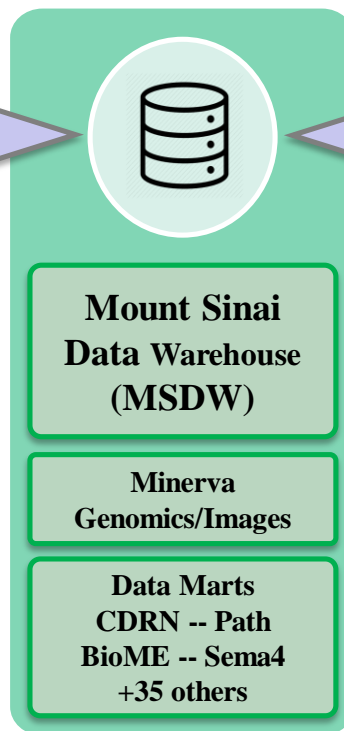 Mount Sinai
Data Warehouse
(MSDW)
Minerva
Genomics/Images
Data Marts
CDRN -- Path
BioME -- Sema4
+35 others